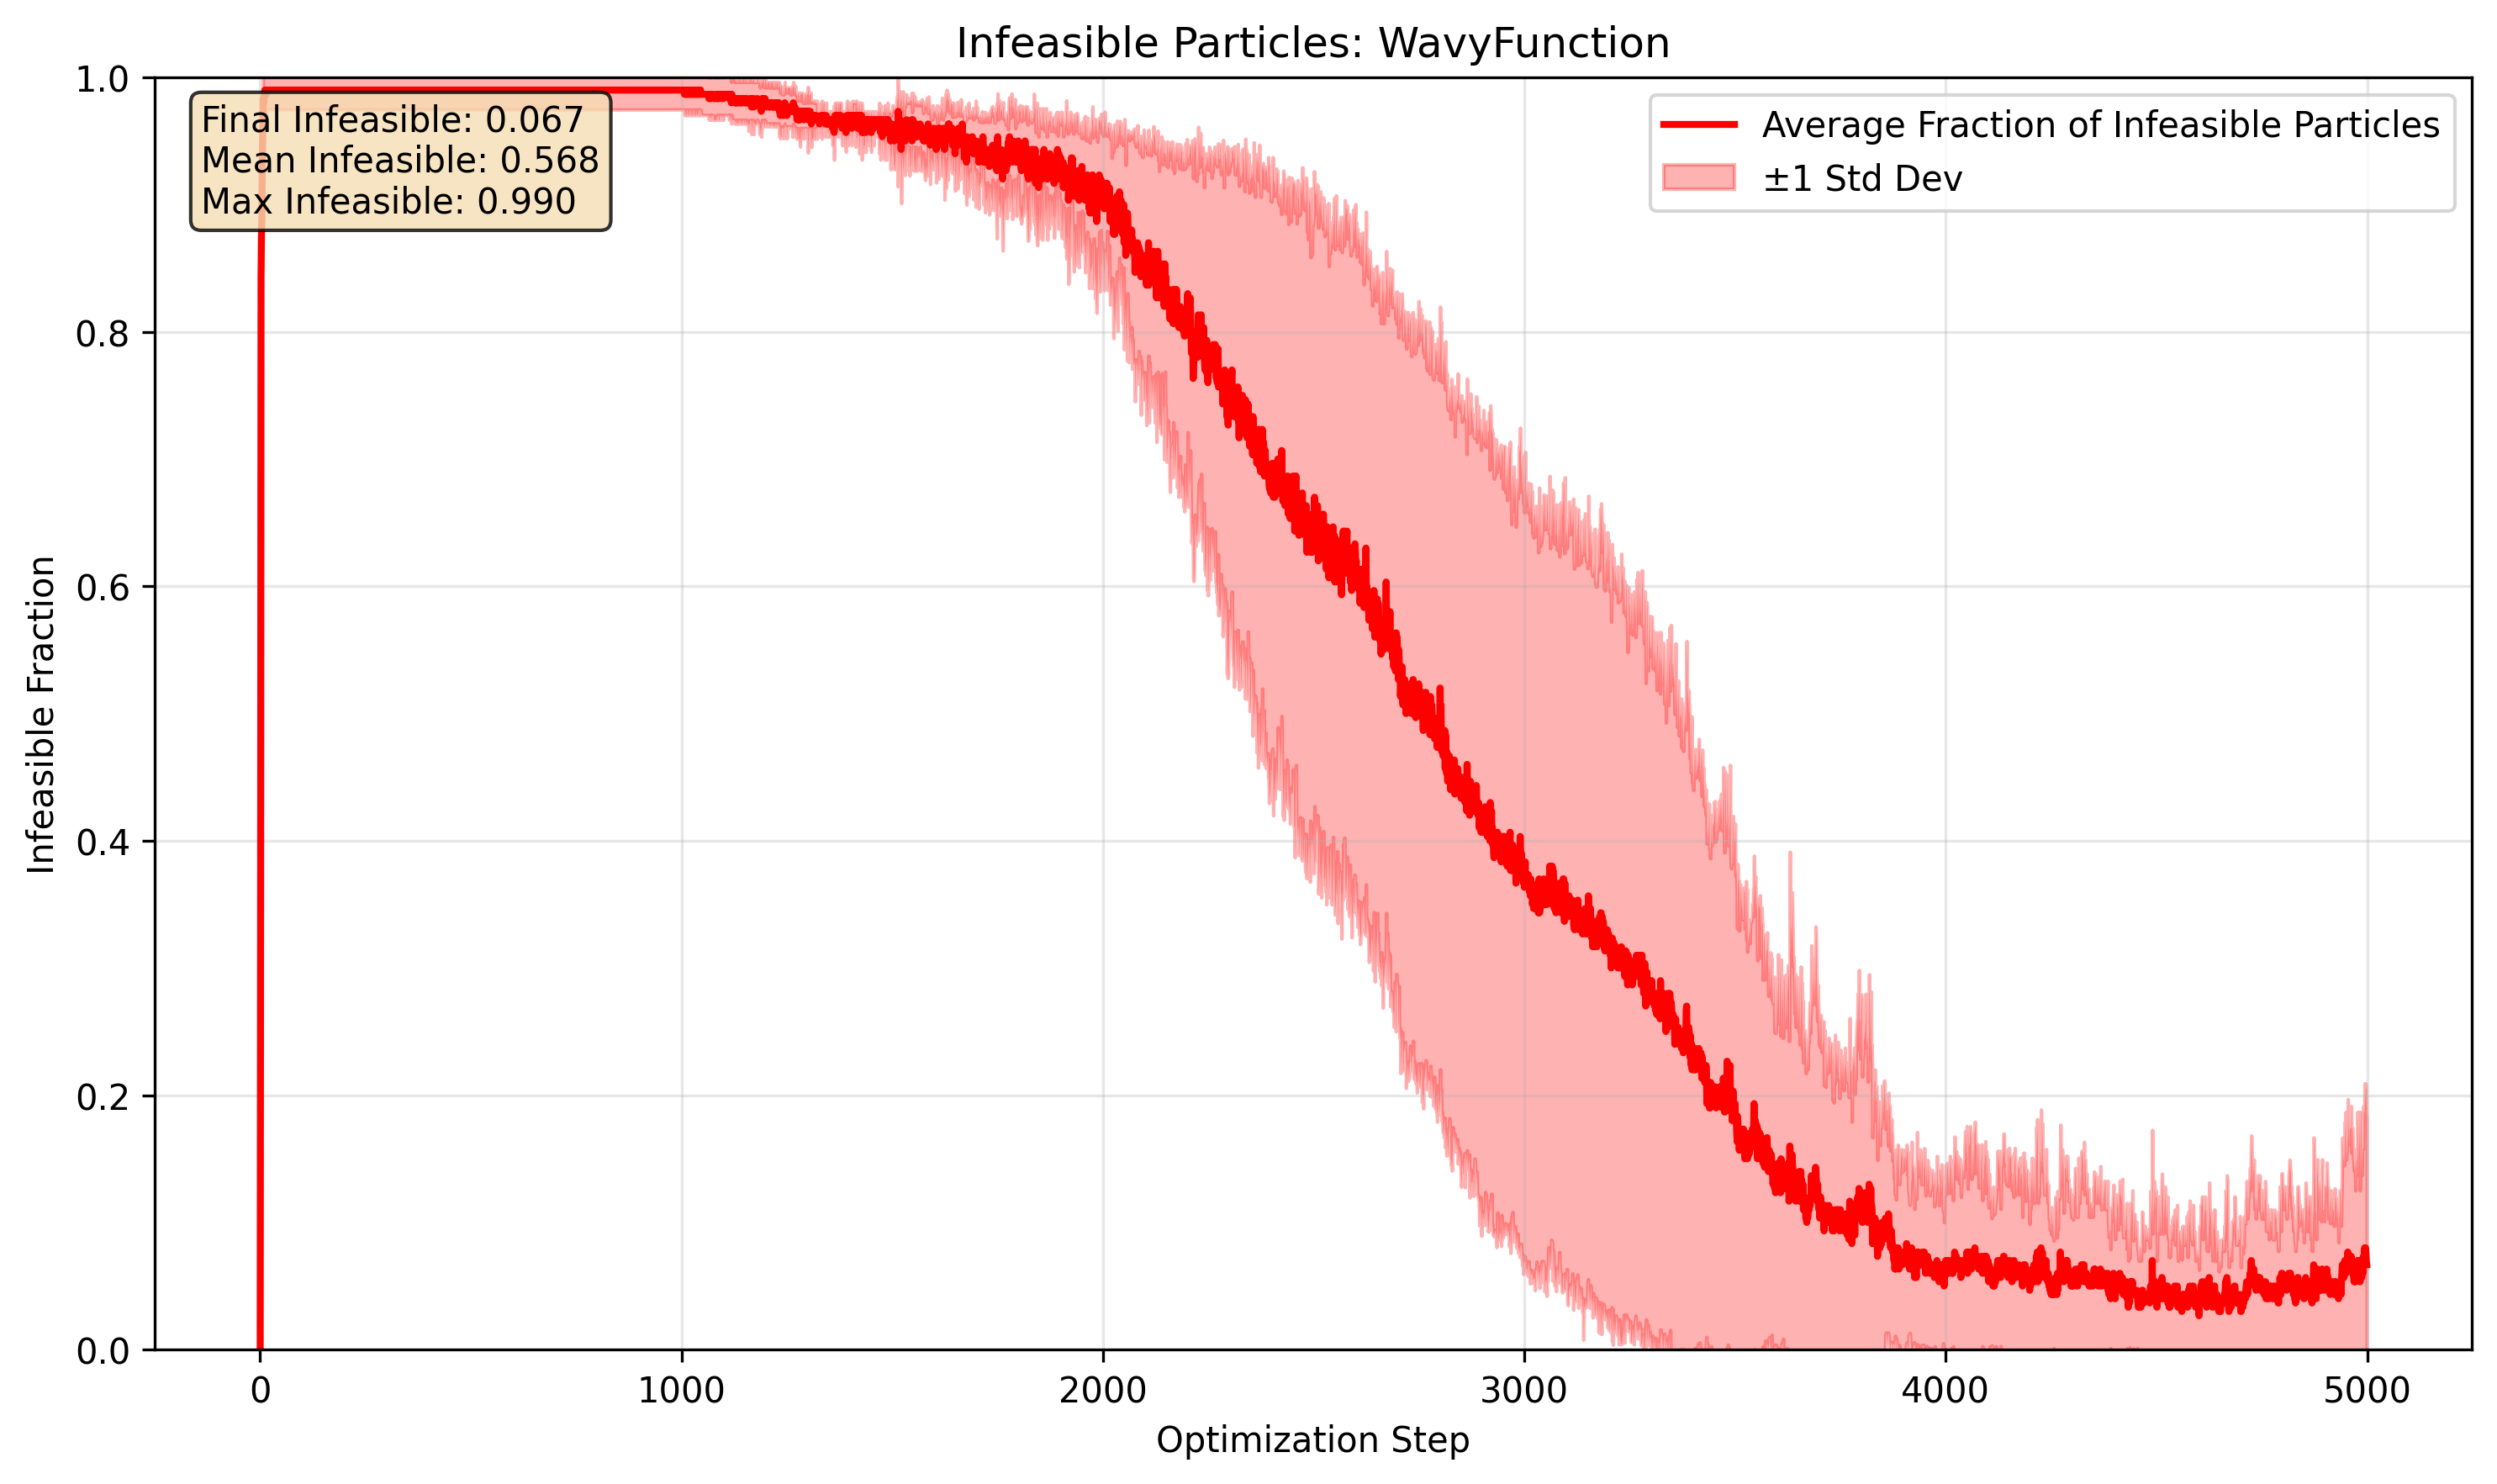 Infeasible Particles: WavyFunction
Final Infeasible: 0.067
Mean Infeasible: 0.568
Max Infeasible: 0.990
Average Fraction of Infeasible Particles
±1 Std Dev
Infeasible Fraction
1.0
0.8
0.6
0.4
0.2
0.0
0 1000 2000 3000 4000 5000
Optimization Step